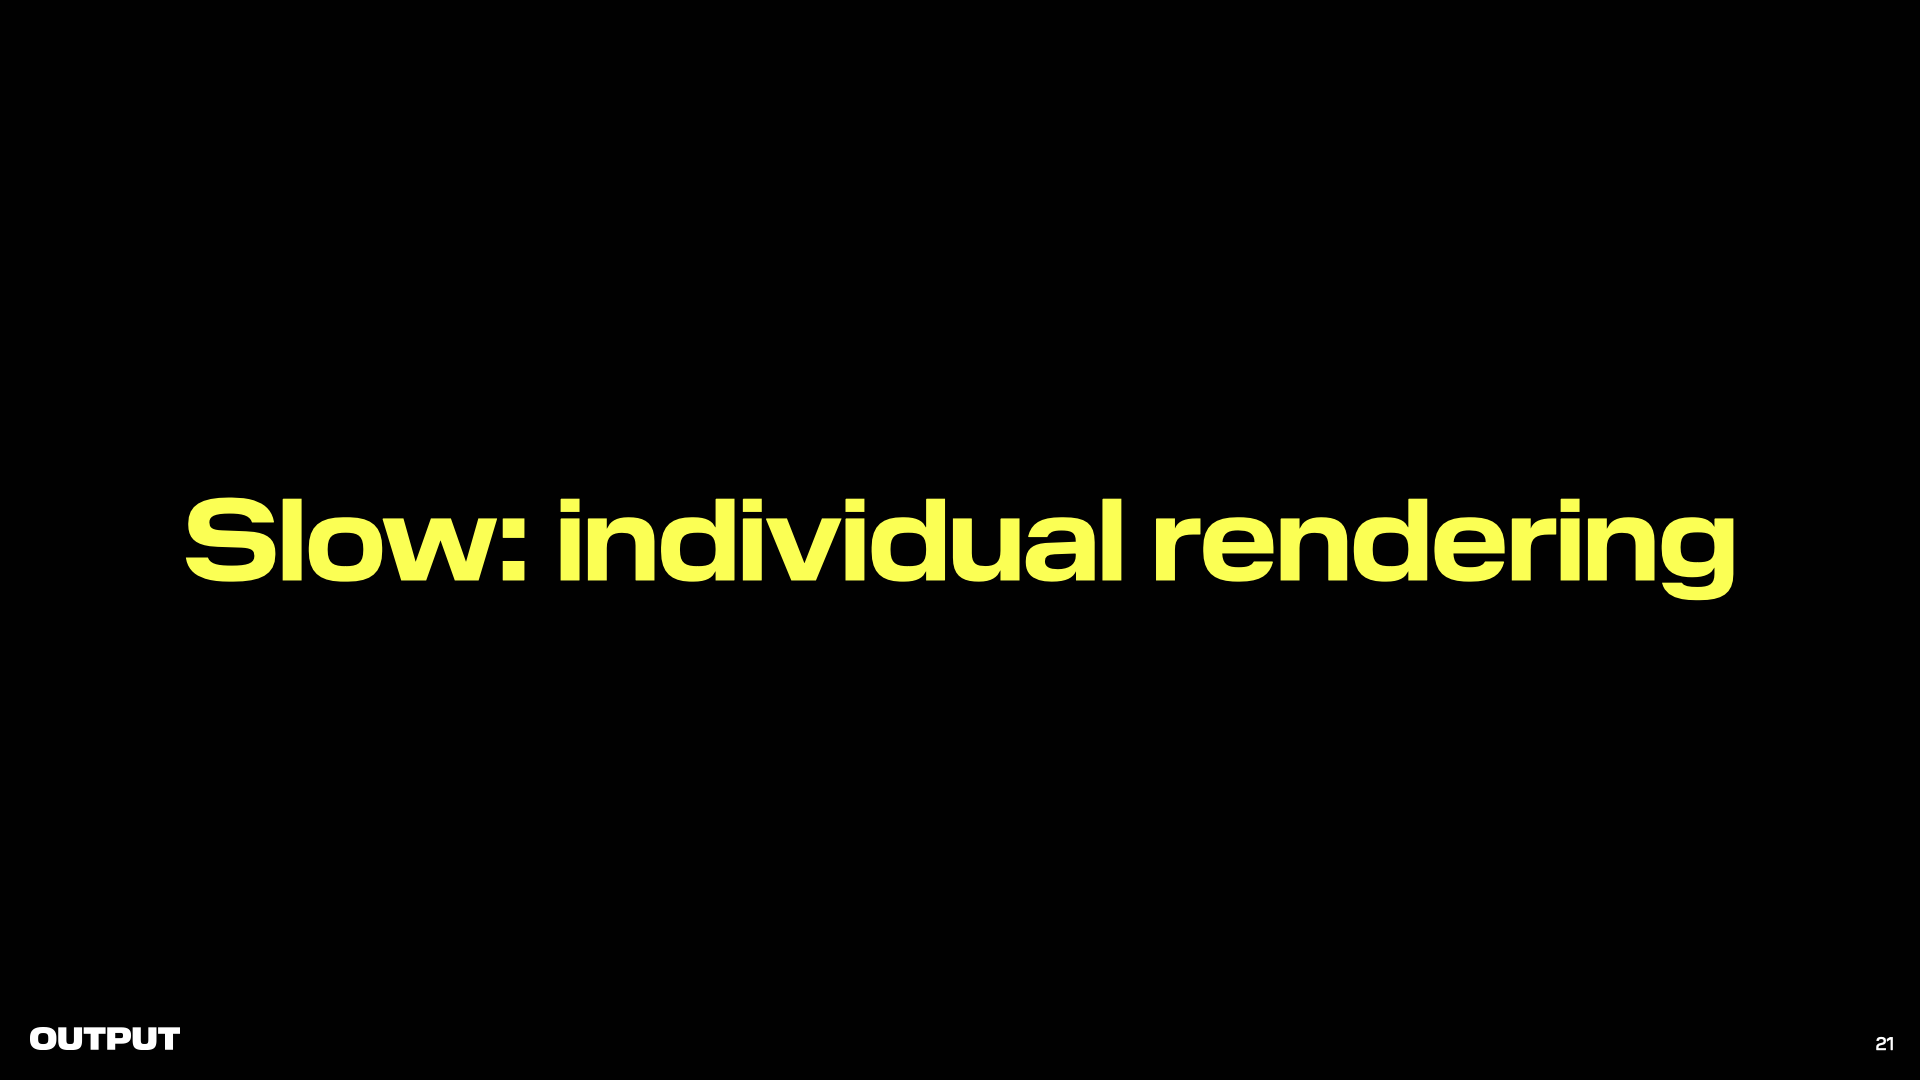 Slow: individual rendering
OUTPUT
21